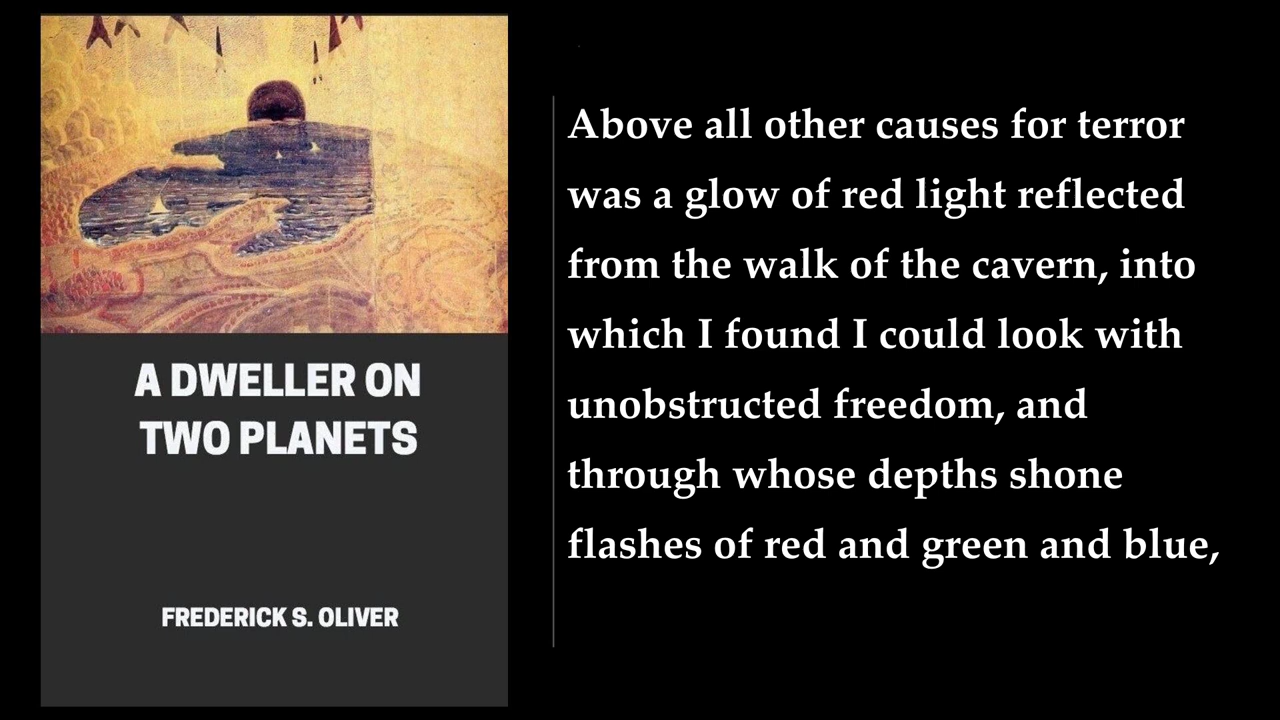 A DWELLER ON
TWO PLANETS
FREDERICK S. OLIVER
Above all other causes for terror
was a glow of red light reflected
from the walk of the cavern, into
which I found I could look with
unobstructed freedom, and
through whose depths shone
flashes of red and green and blue,